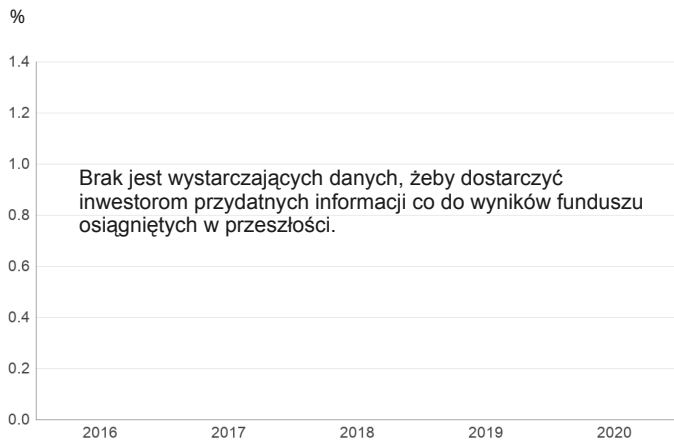 %
1.4
1.2
1.0
Brak jest wystarczających danych, żeby dostarczyć
inwestorom przydatnych informacji co do wyników funduszu
0.8
osiągniętych w przeszłości.
0.6
0.4
0.2
0.0
2016 2017 2018 2019 2020